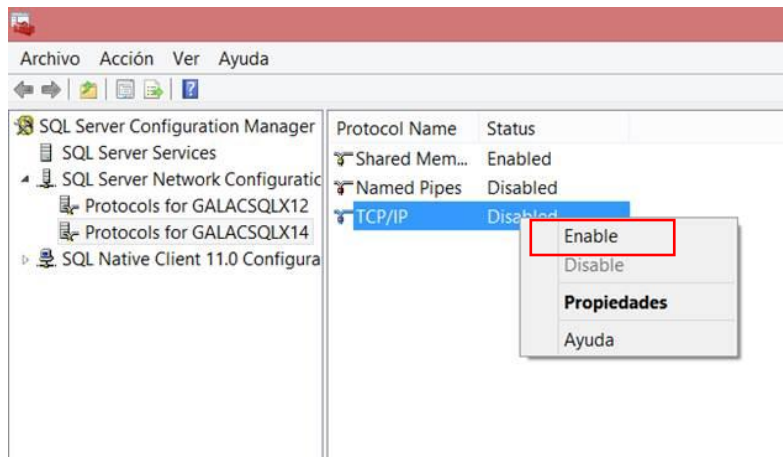 Archivo Acción Ver Ayuda
SQL Server Configuration Manager
SQL Server Services
SQL Server Network Configuratic
Protocols for GALACSQLX12
Protocols for GALACSQLX14
SQL Native Client 11.0 Configura
Protocol Name Status
Shared Mem... Enabled
Named Pipes Disabled
TCP/IP Disabled
Enable
Disable
Propiedades
Ayuda